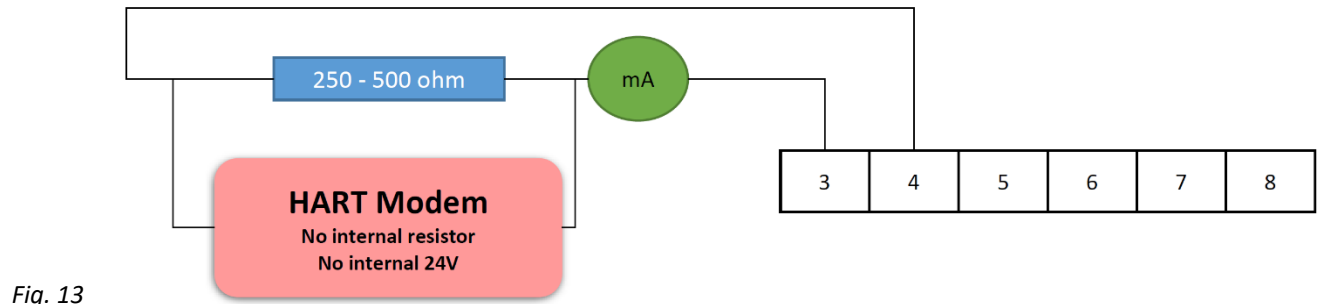 250 - 500 ohm
mA
3 4 5 6 7 8
HART Modem
No internal resistor
No internal 24V
Fig. 13